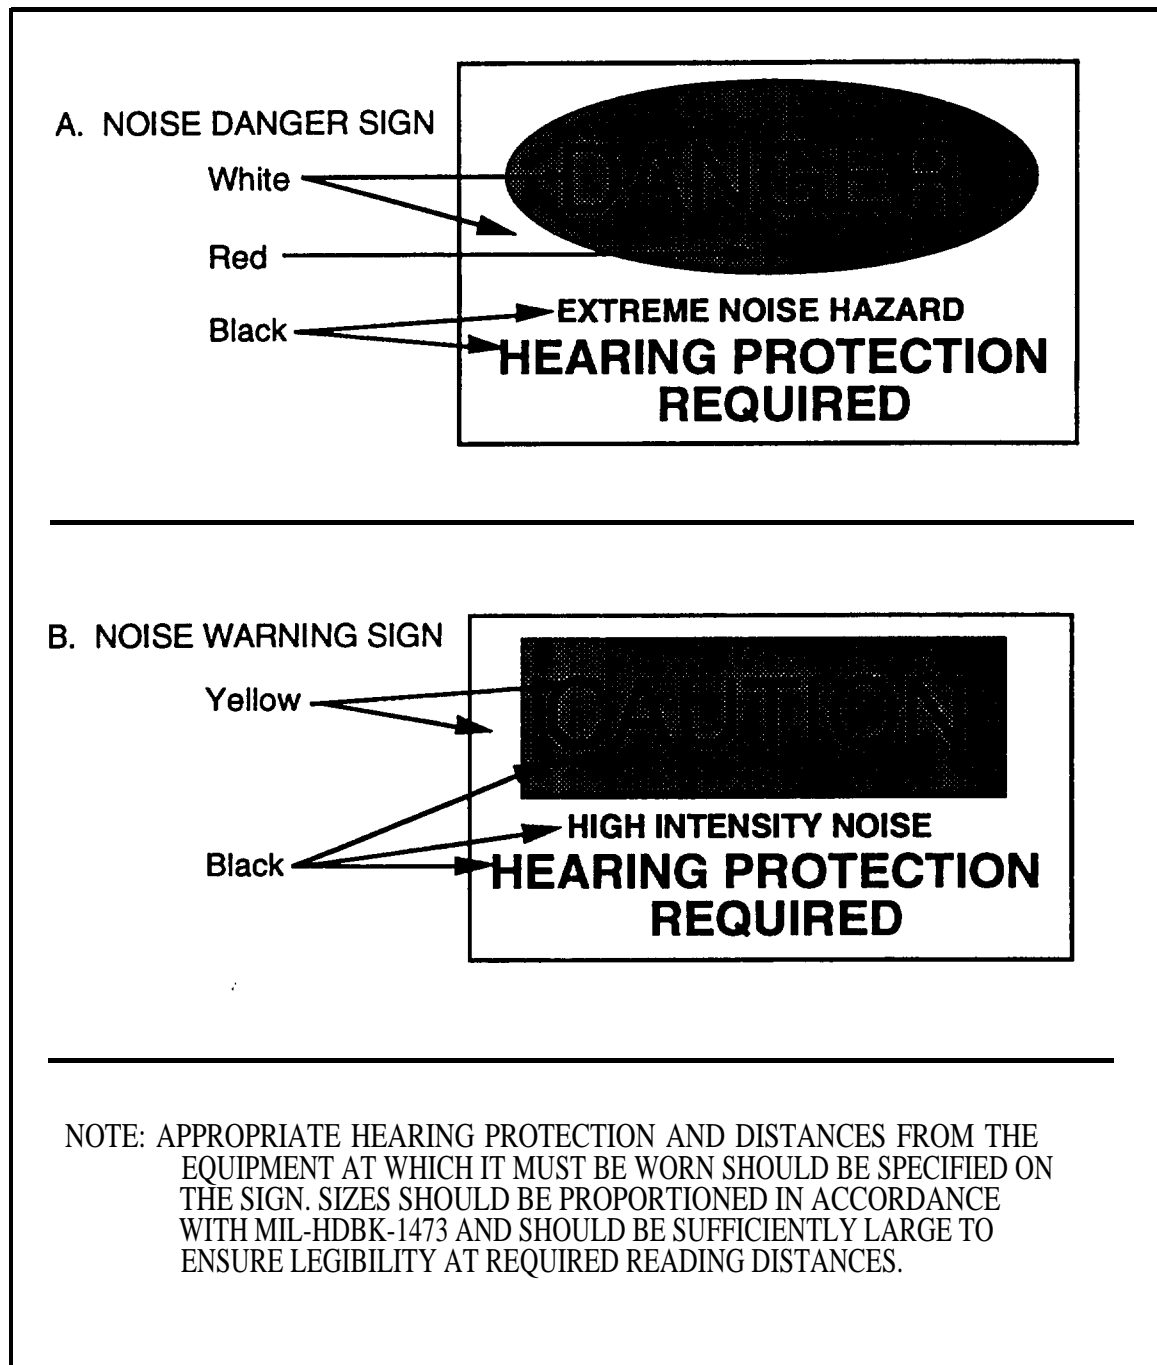 A. NOISE DANGER SIGN
White
Red
Black
DANGER
EXTREME NOISE HAZARD
HEARING PROTECTION
REQUIRED
B. NOISE WARNING SIGN
Yellow
Black
CAUTION
HIGH INTENSITY NOISE
HEARING PROTECTION
REQUIRED
NOTE: APPROPRIATE HEARING PROTECTION AND DISTANCES FROM THE
EQUIPMENT AT WHICH IT MUST BE WORN SHOULD BE SPECIFIED ON
THE SIGN. SIZES SHOULD BE PROPORTIONED IN ACCORDANCE
WITH MIL-HDBK-1473 AND SHOULD BE SUFFICIENTLY LARGE TO
ENSURE LEGIBILITY AT REQUIRED READING DISTANCES.